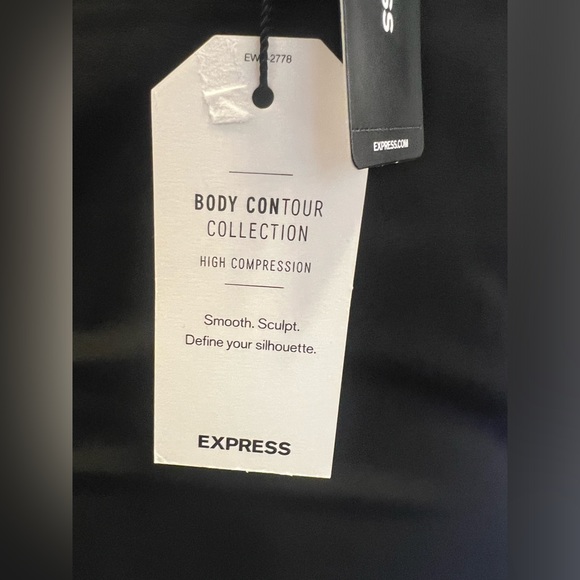 EXPRESS.COM
BODY CONTOUR
COLLECTION
HIGH COMPRESSION
Smooth. Sculpt.
Define your silhouette.
EXPRESS